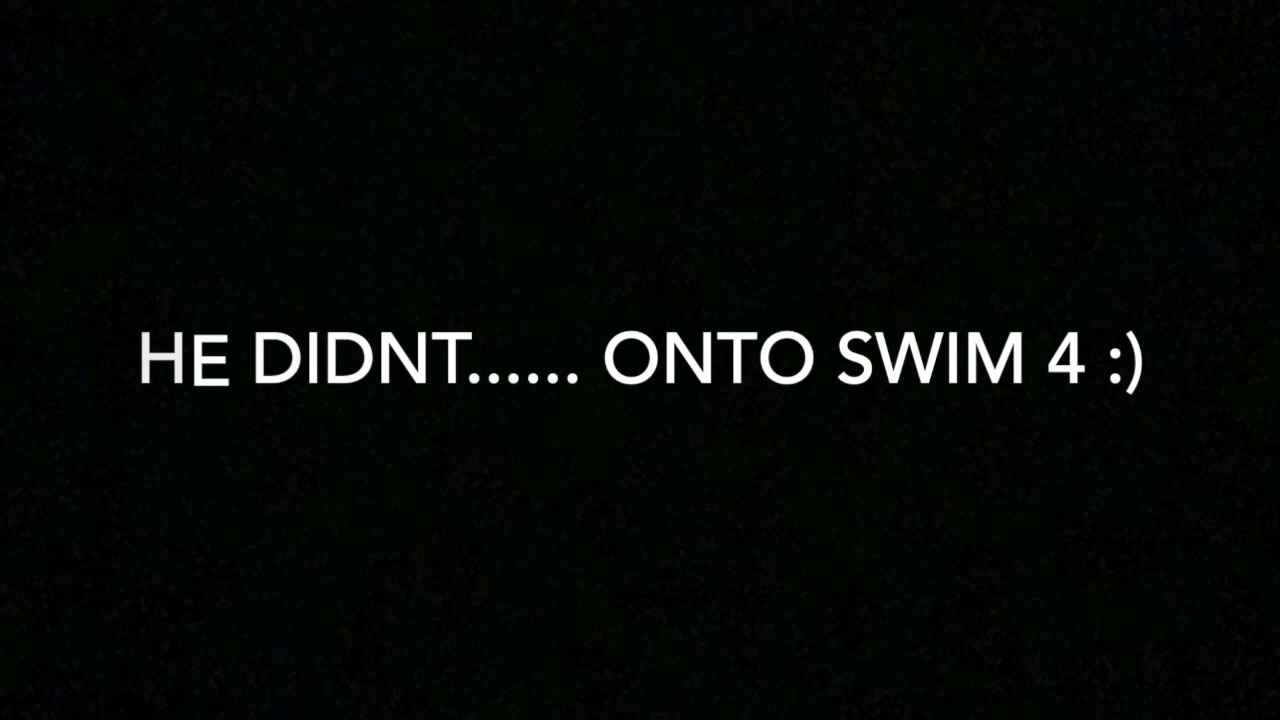 HE DIDNT...... ONTO SWIM 4 :)